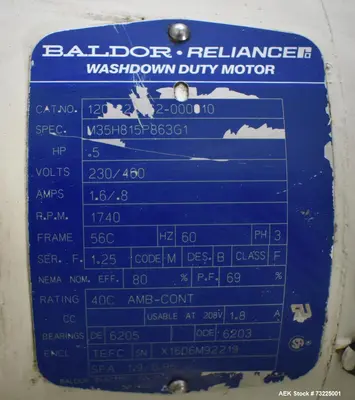 BALDOR • RELIANCE
WASHDOWN DUTY MOTOR
CAT.NO.
SPEC. M35H815P863G1
HP .5
VOLTS 230/460
AMPS 1.6/.8
R.P.M. 1740
FRAME 56C HZ 60 PH 3
SER. F. 1.25 CODE M DES. B CLASS F
NEMA NOM. EFF. 80 % P.F. 69 %
RATING 40C AMB-CONT
CC USABLE AT 208V 1.8 A
BEARINGS DE 6205 ODE 6203
ENCL TEFC SN X1606M92219
AEK Stock # 73225001